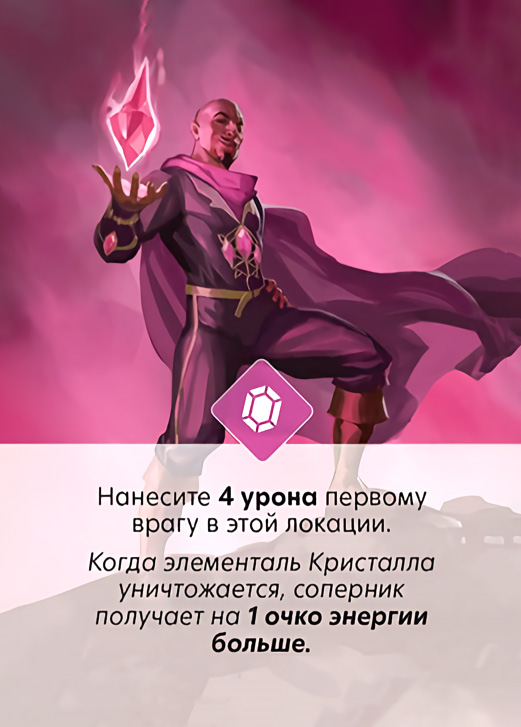 Нанесите 4 урона первому
врагу в этой локации.
Когда элементаль Кристалла
уничтожается, соперник
получает на 1 очко энергии
больше.